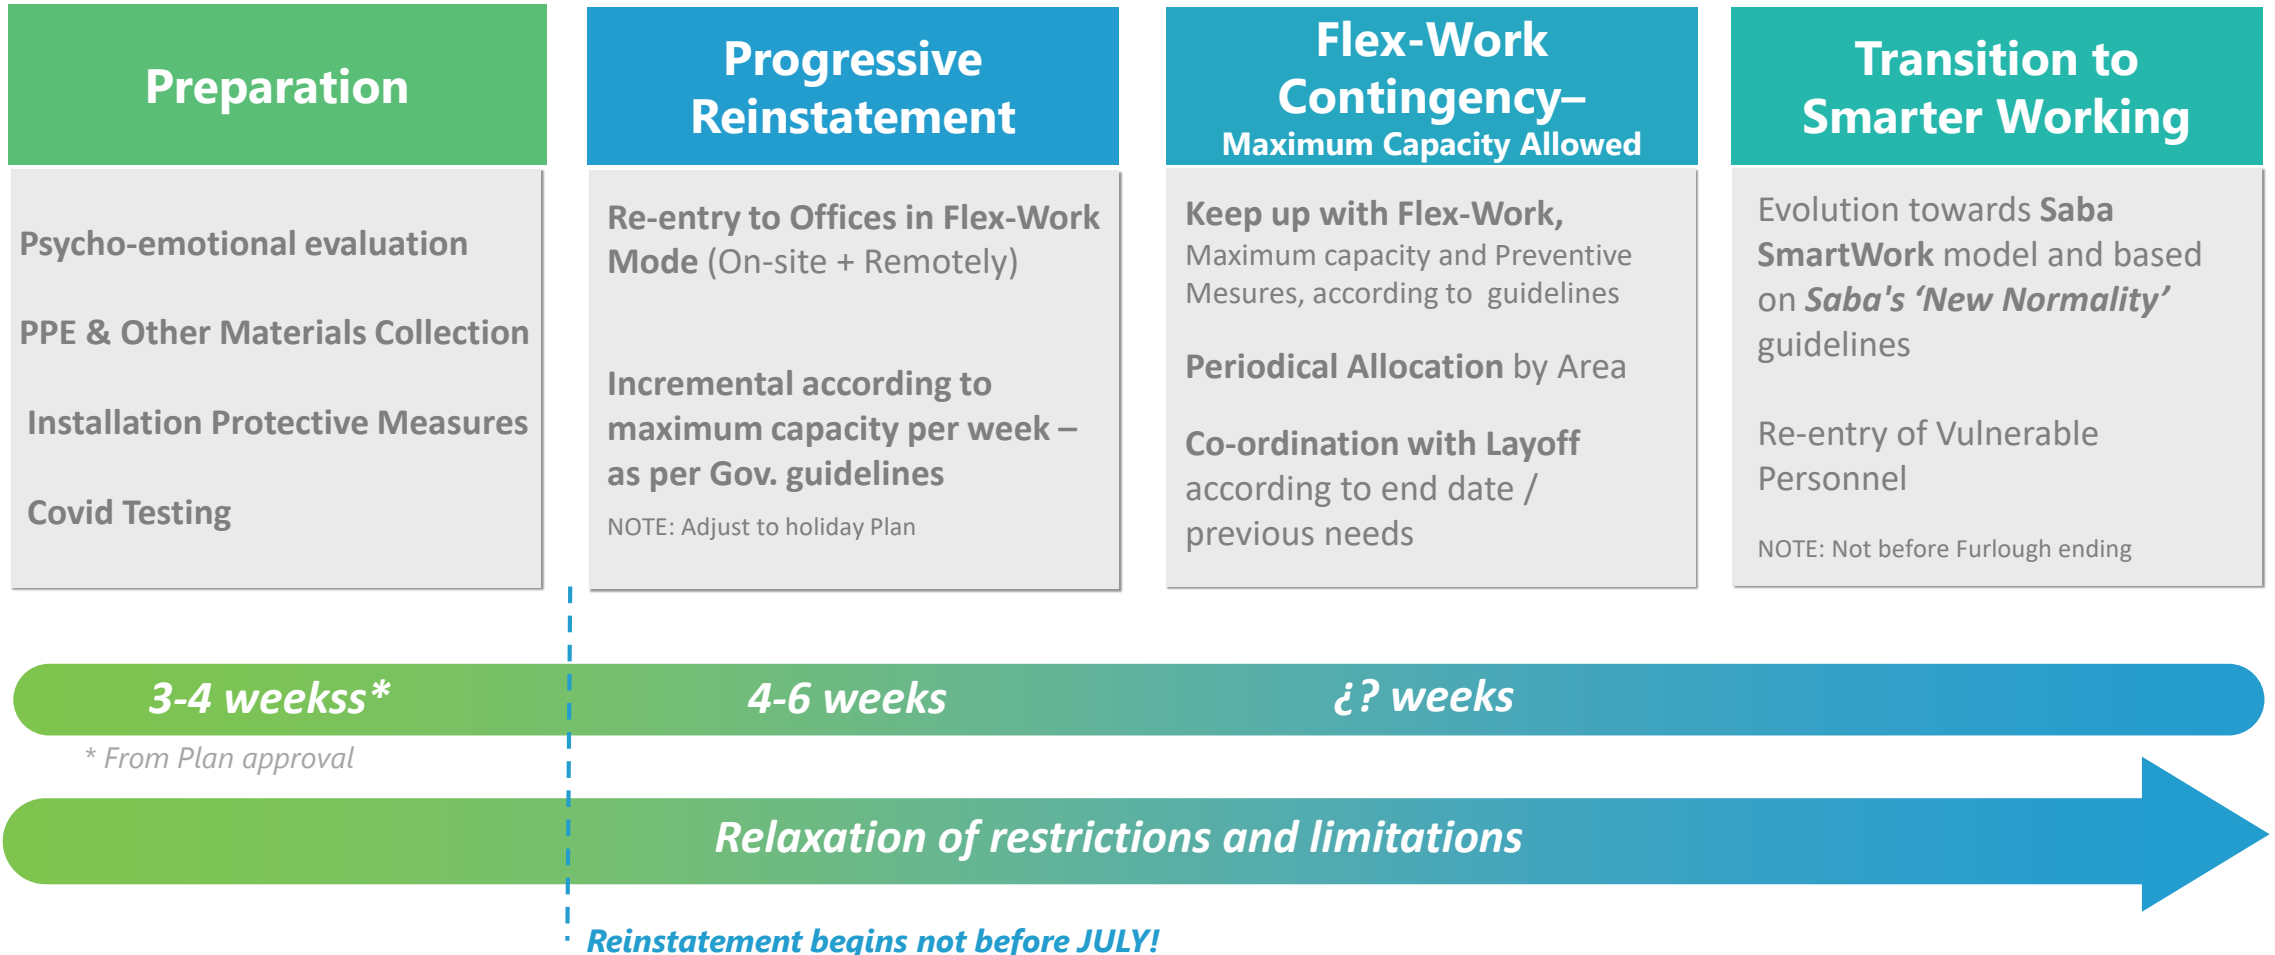 Preparation
Psycho-emotional evaluation
PPE & Other Materials Collection
Installation Protective Measures
Covid Testing
Progressive
Reinstatement
Re-entry to Offices in Flex-Work
Mode (On-site + Remotely)
Incremental according to
maximum capacity per week –
as per Gov. guidelines
NOTE: Adjust to holiday Plan
Flex-Work
Contingency–
Maximum Capacity Allowed
Keep up with Flex-Work,
Maximum capacity and Preventive
Mesures, according to guidelines
Periodical Allocation by Area
Co-ordination with Layoff
according to end date /
previous needs
Transition to
Smarter Working
Evolution towards Saba
SmartWork model and based
on Saba's ‘New Normality’
guidelines
Re-entry of Vulnerable
Personnel
NOTE: Not before Furlough ending
3-4 weekss*
4-6 weeks
¿? weeks
* From Plan approval
Relaxation of restrictions and limitations
Reinstatement begins not before JULY!